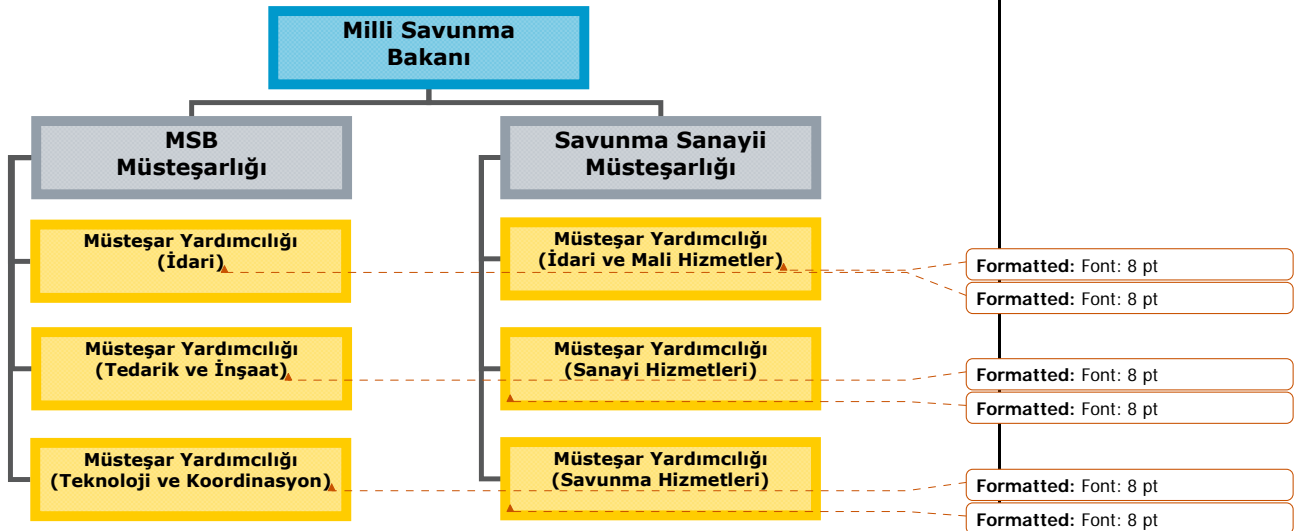 Milli Savunma
Bakanı
MSB
Müsteşarlığı
Savunma Sanayii
Müsteşarlığı
Müsteşar Yardımcılığı
(İdari)
Müsteşar Yardımcılığı
(İdari ve Mali Hizmetler)
Formatted: Font: 8 pt
Formatted: Font: 8 pt
Müsteşar Yardımcılığı
(Tedarik ve İnşaat)
Müsteşar Yardımcılığı
(Sanayi Hizmetleri)
Formatted: Font: 8 pt
Formatted: Font: 8 pt
Müsteşar Yardımcılığı
(Teknoloji ve Koordinasyon)
Müsteşar Yardımcılığı
(Savunma Hizmetleri)
Formatted: Font: 8 pt
Formatted: Font: 8 pt